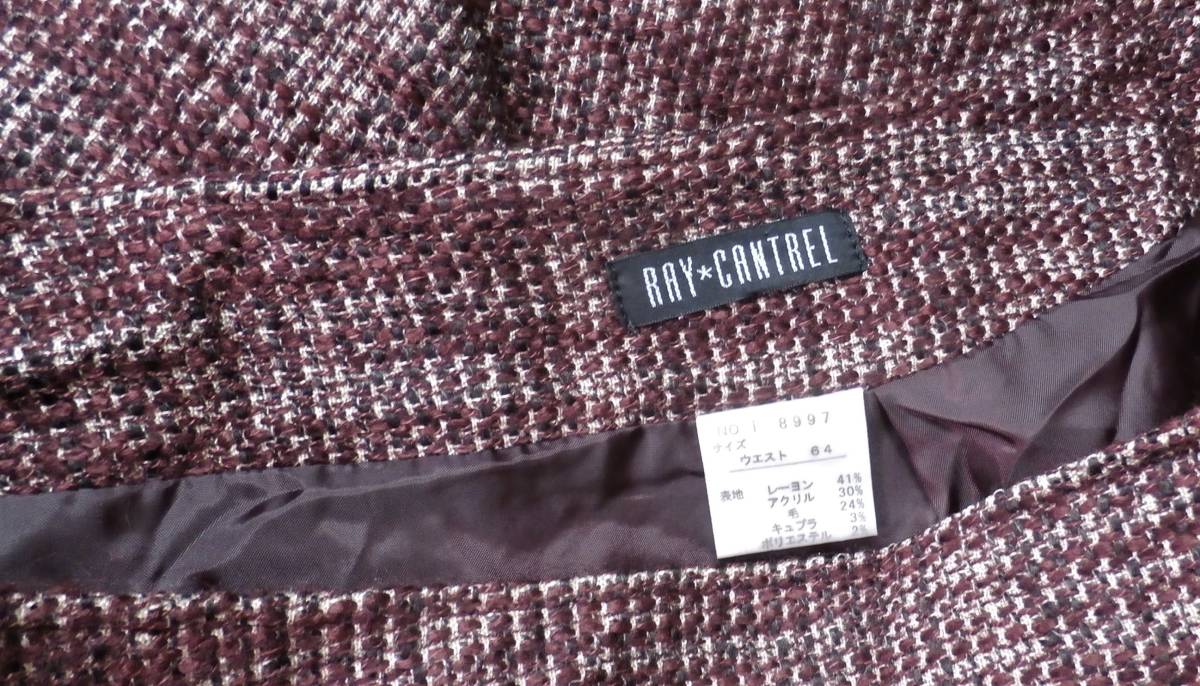 RAY*CANTREL
NO 1 8997
サイズ
ウエスト 64
表地 レーヨン 41%
アクリル 30%
毛 24%
キュプラ 3%
ポリエステル 2%